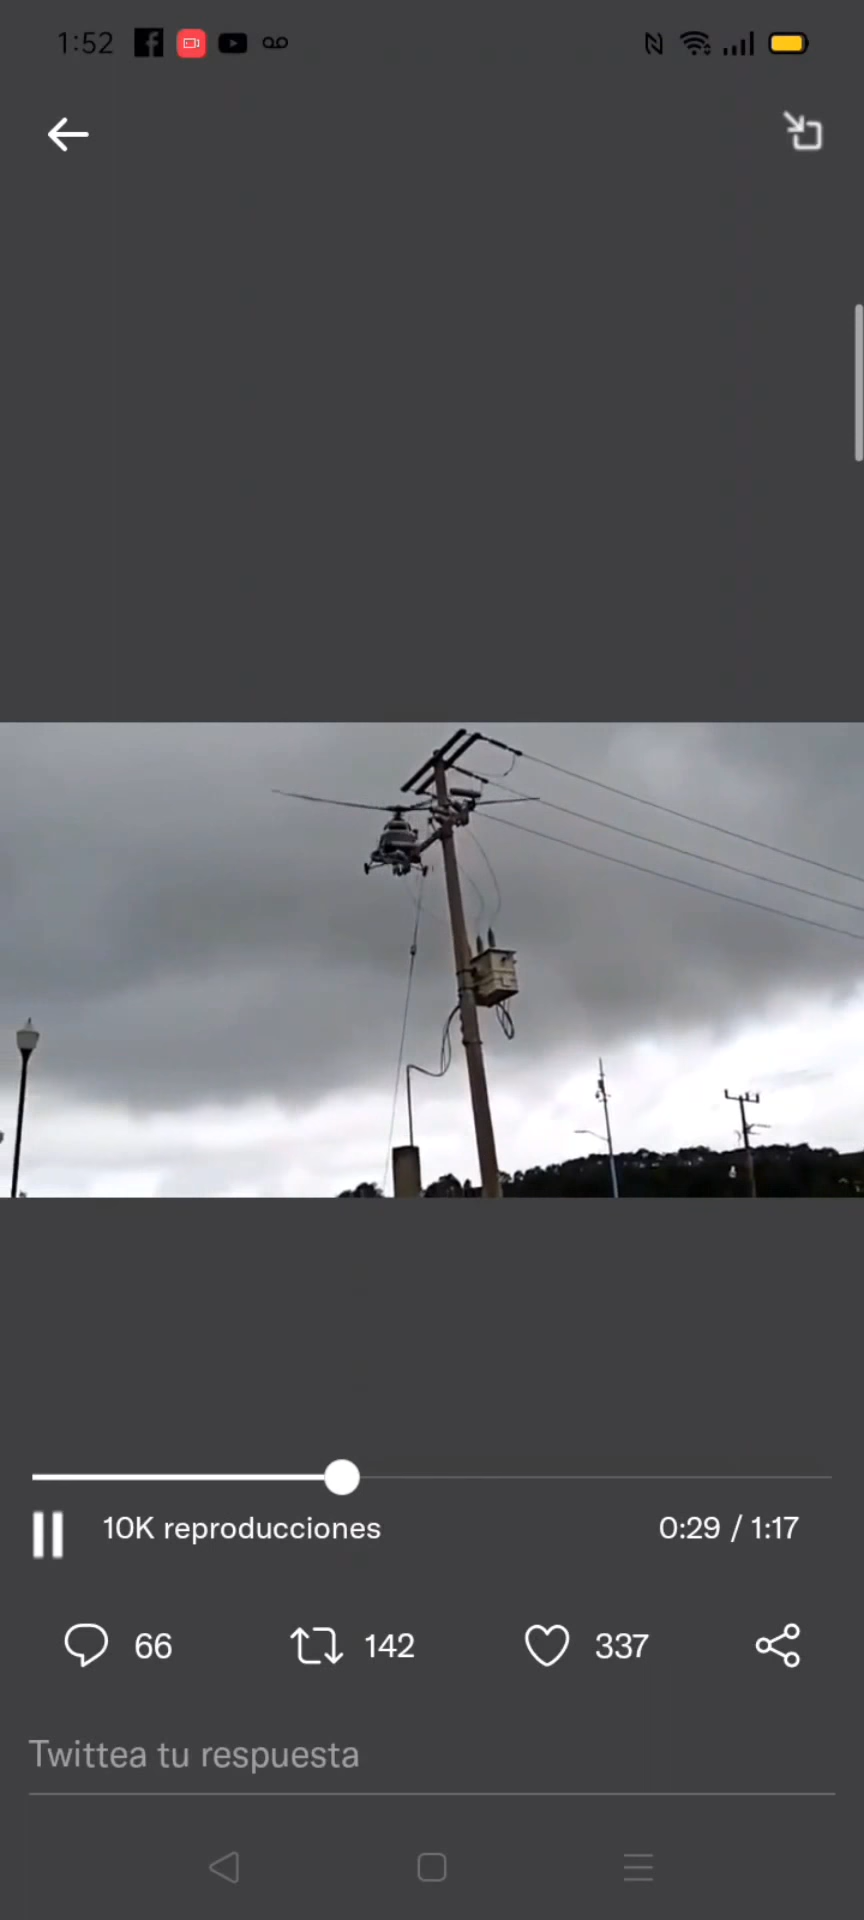 1:52
10K reproducciones
0:29 / 1:17
66
142
337
Twittea tu respuesta